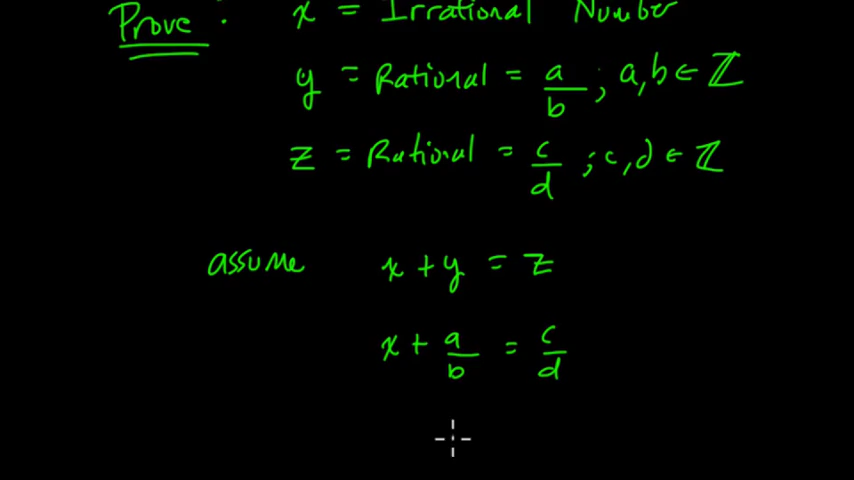 Prove : x = Irrational Number
y = Rational = a/b ; a,b ∈ ℤ
z = Rational = c/d ; c,d ∈ ℤ
assume x + y = z
x + a/b = c/d